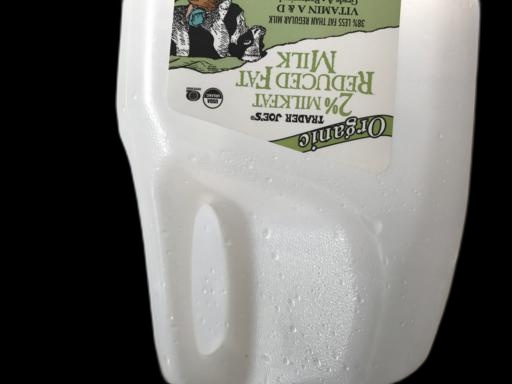 Organic
TRADER JOE'S®
2% MILKFAT
REDUCED FAT
MILK
38% LESS FAT THAN REGULAR MILK
VITAMIN A & D